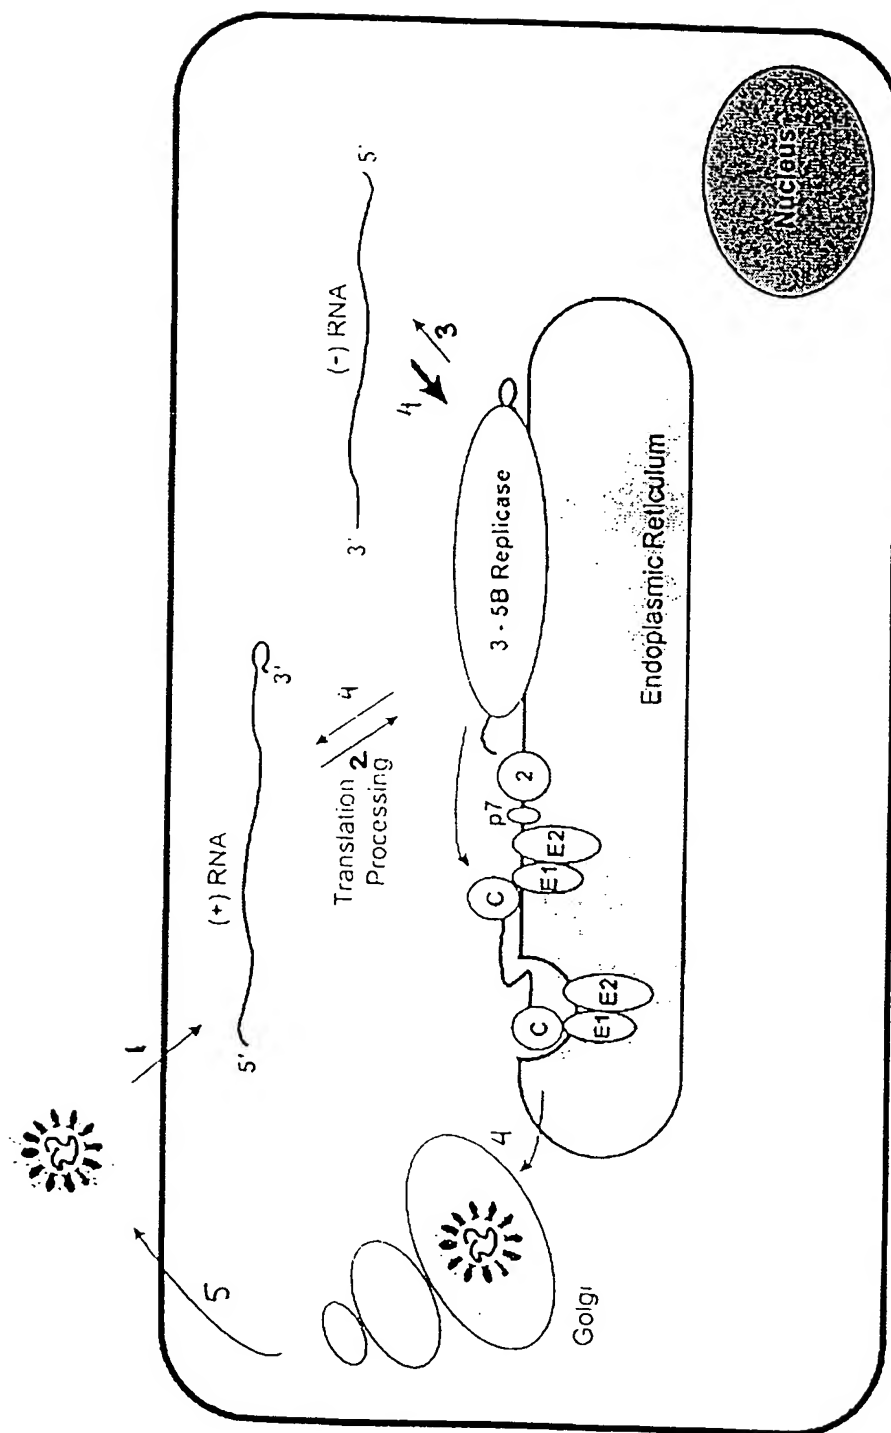 1
5
(+) RNA
5'
3'
(-) RNA
3'
5'
Translation 2
Processing
4
4
3
Golgi
4
C
E1
E2
C
E1
E2
p7
2
3 - 5B Replicase
Endoplasmic Reticulum
Nucleus